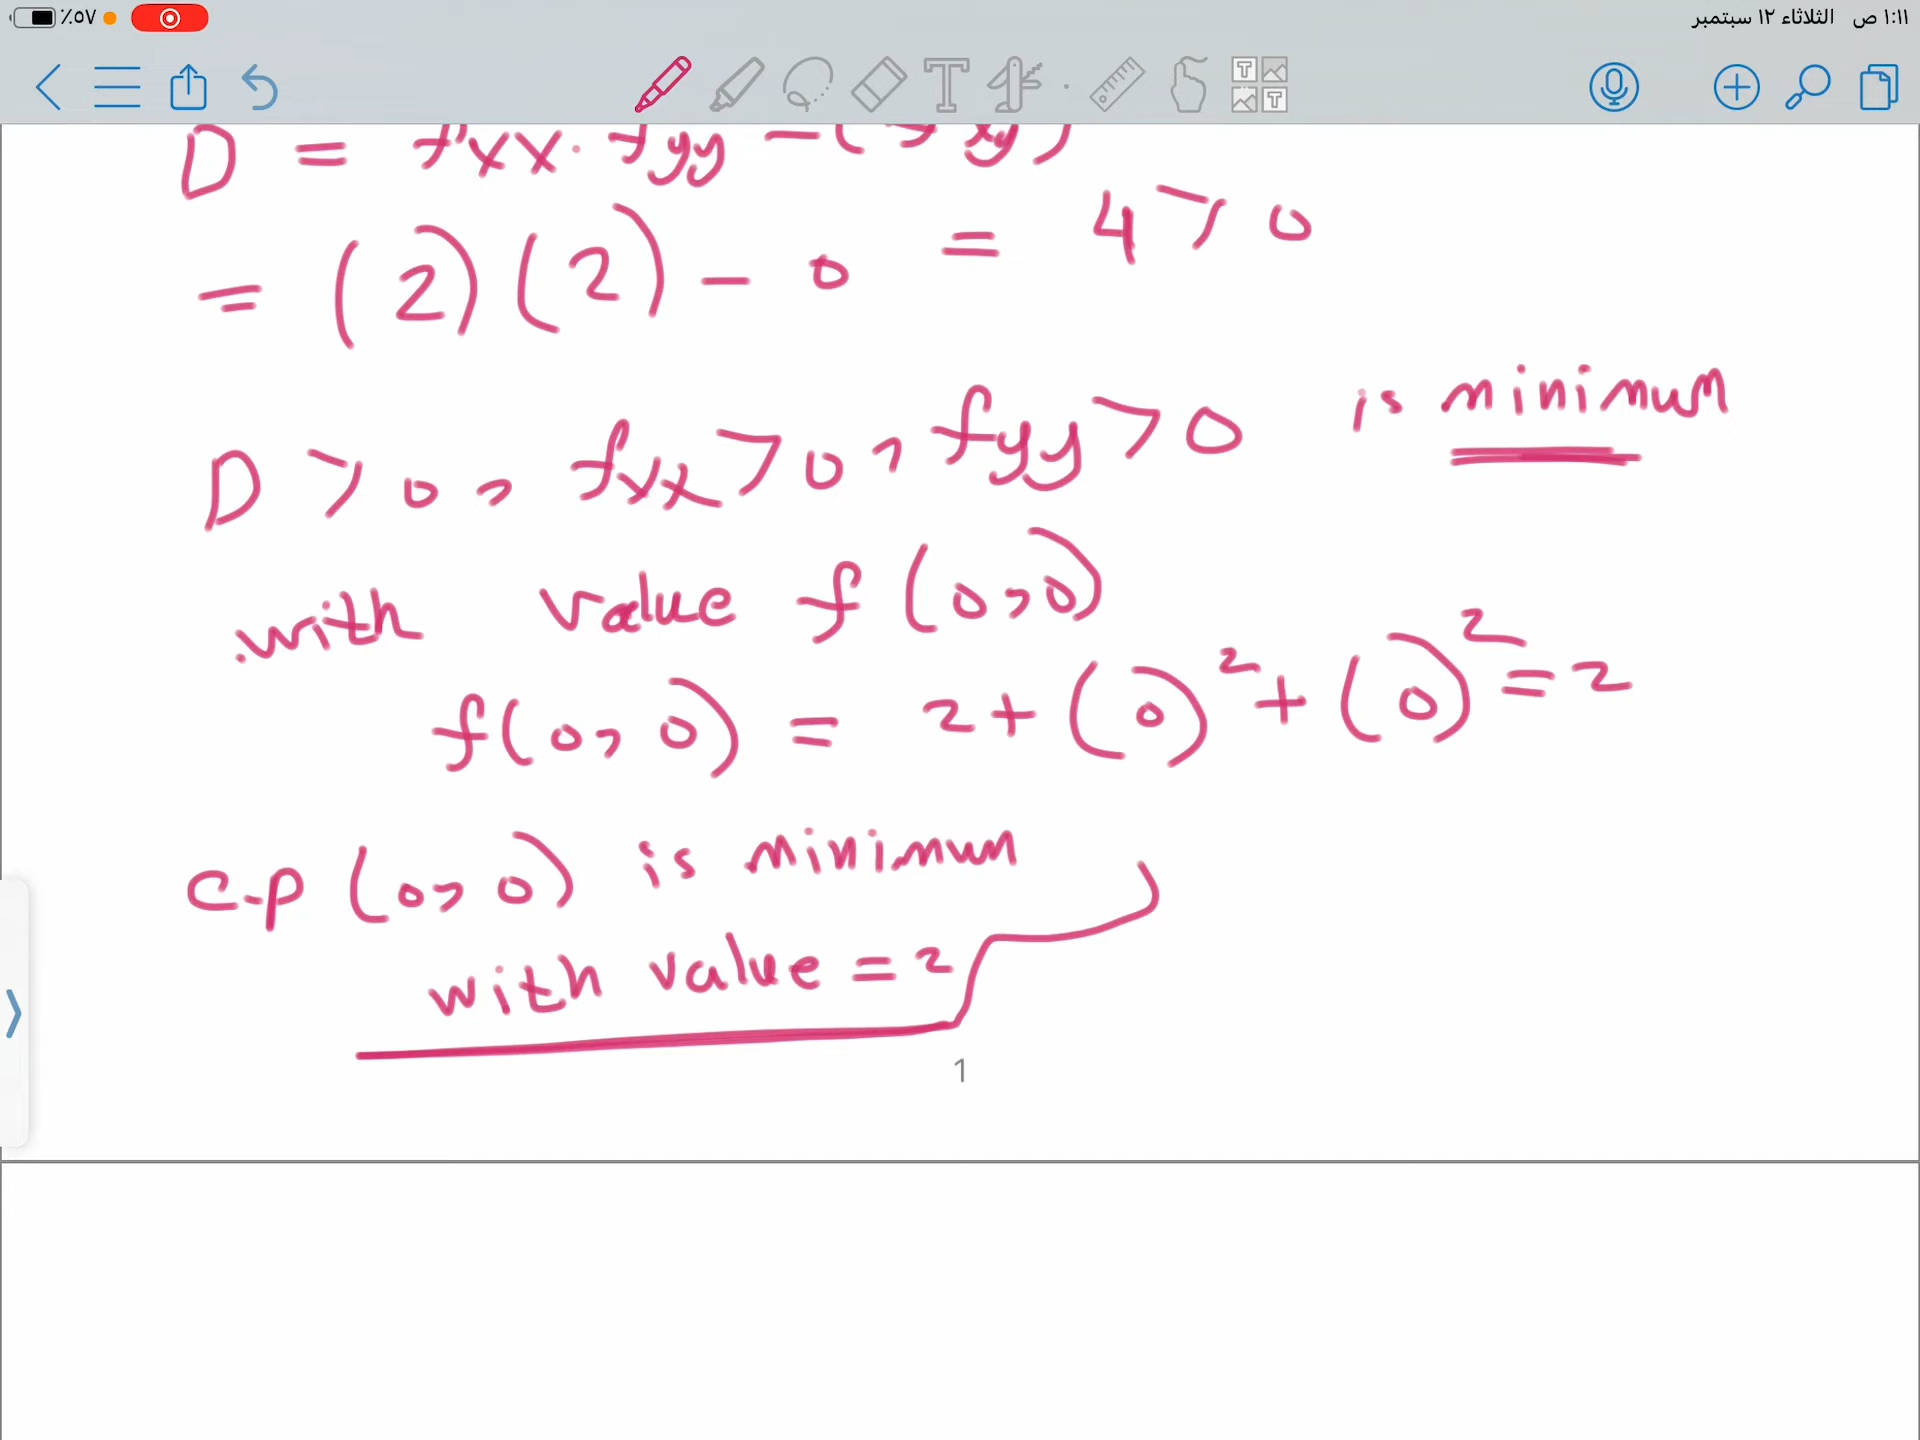 ١:١١ ص الثلاثاء ١٢ سبتمبر
٪٥٧
D = fxx . fyy - (fxy)
= (2)(2) - 0 = 4 > 0
D > 0 , fxx > 0 , fyy > 0 is minimum
with value f(0,0)
f(0,0) = 2 + (0)² + (0)² = 2
c.p (0,0) is minimum
with value = 2
1